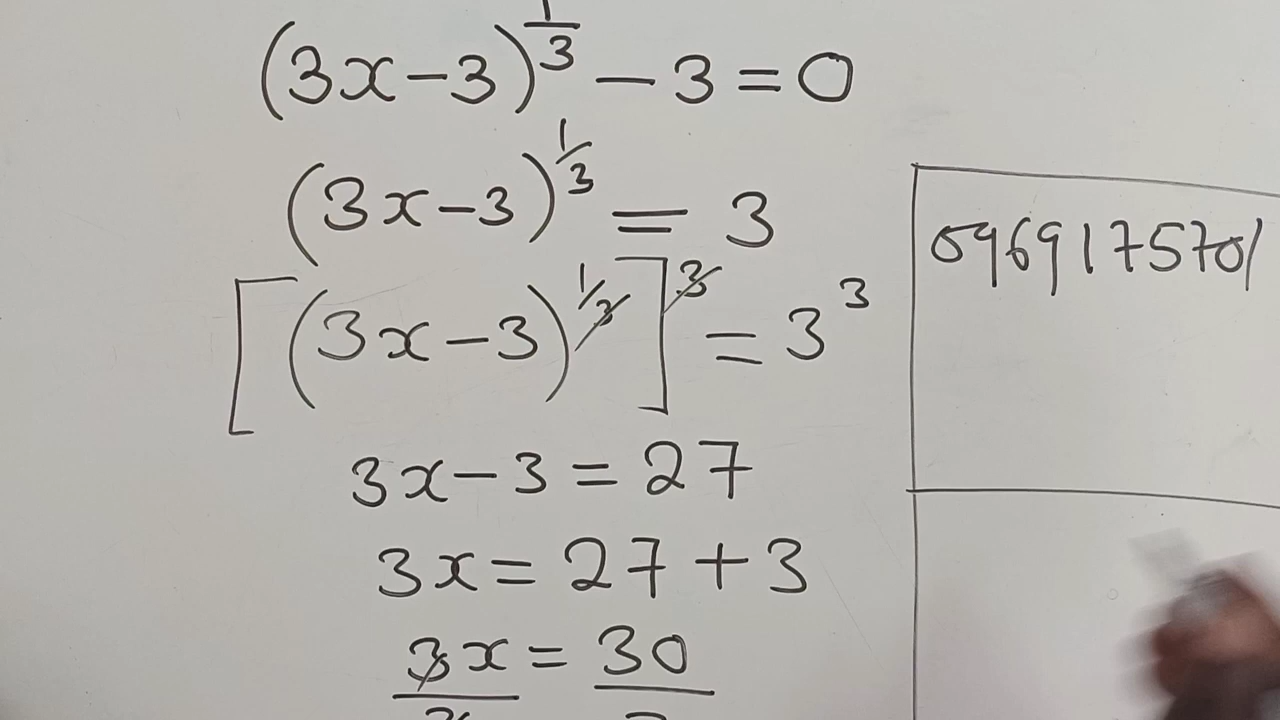 (3x-3)^{1/3} - 3 = 0
(3x-3)^{1/3} = 3
[(3x-3)^{1/3}]^3 = 3^3
3x-3 = 27
3x = 27+3
3x = 30
0969175701